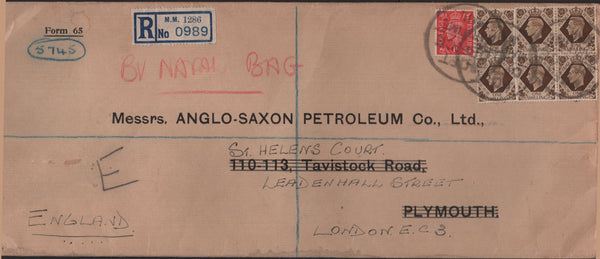 Form 65
5745
R M.M. 1286
No 0989
BY NAVAL BAG
Messrs. ANGLO-SAXON PETROLEUM Co., Ltd.,
ST. HELENS COURT.
110-113, Tavistock Road,
LEADENHALL STREET
PLYMOUTH.
LONDON. E.C.3.
E
ENGLAND.